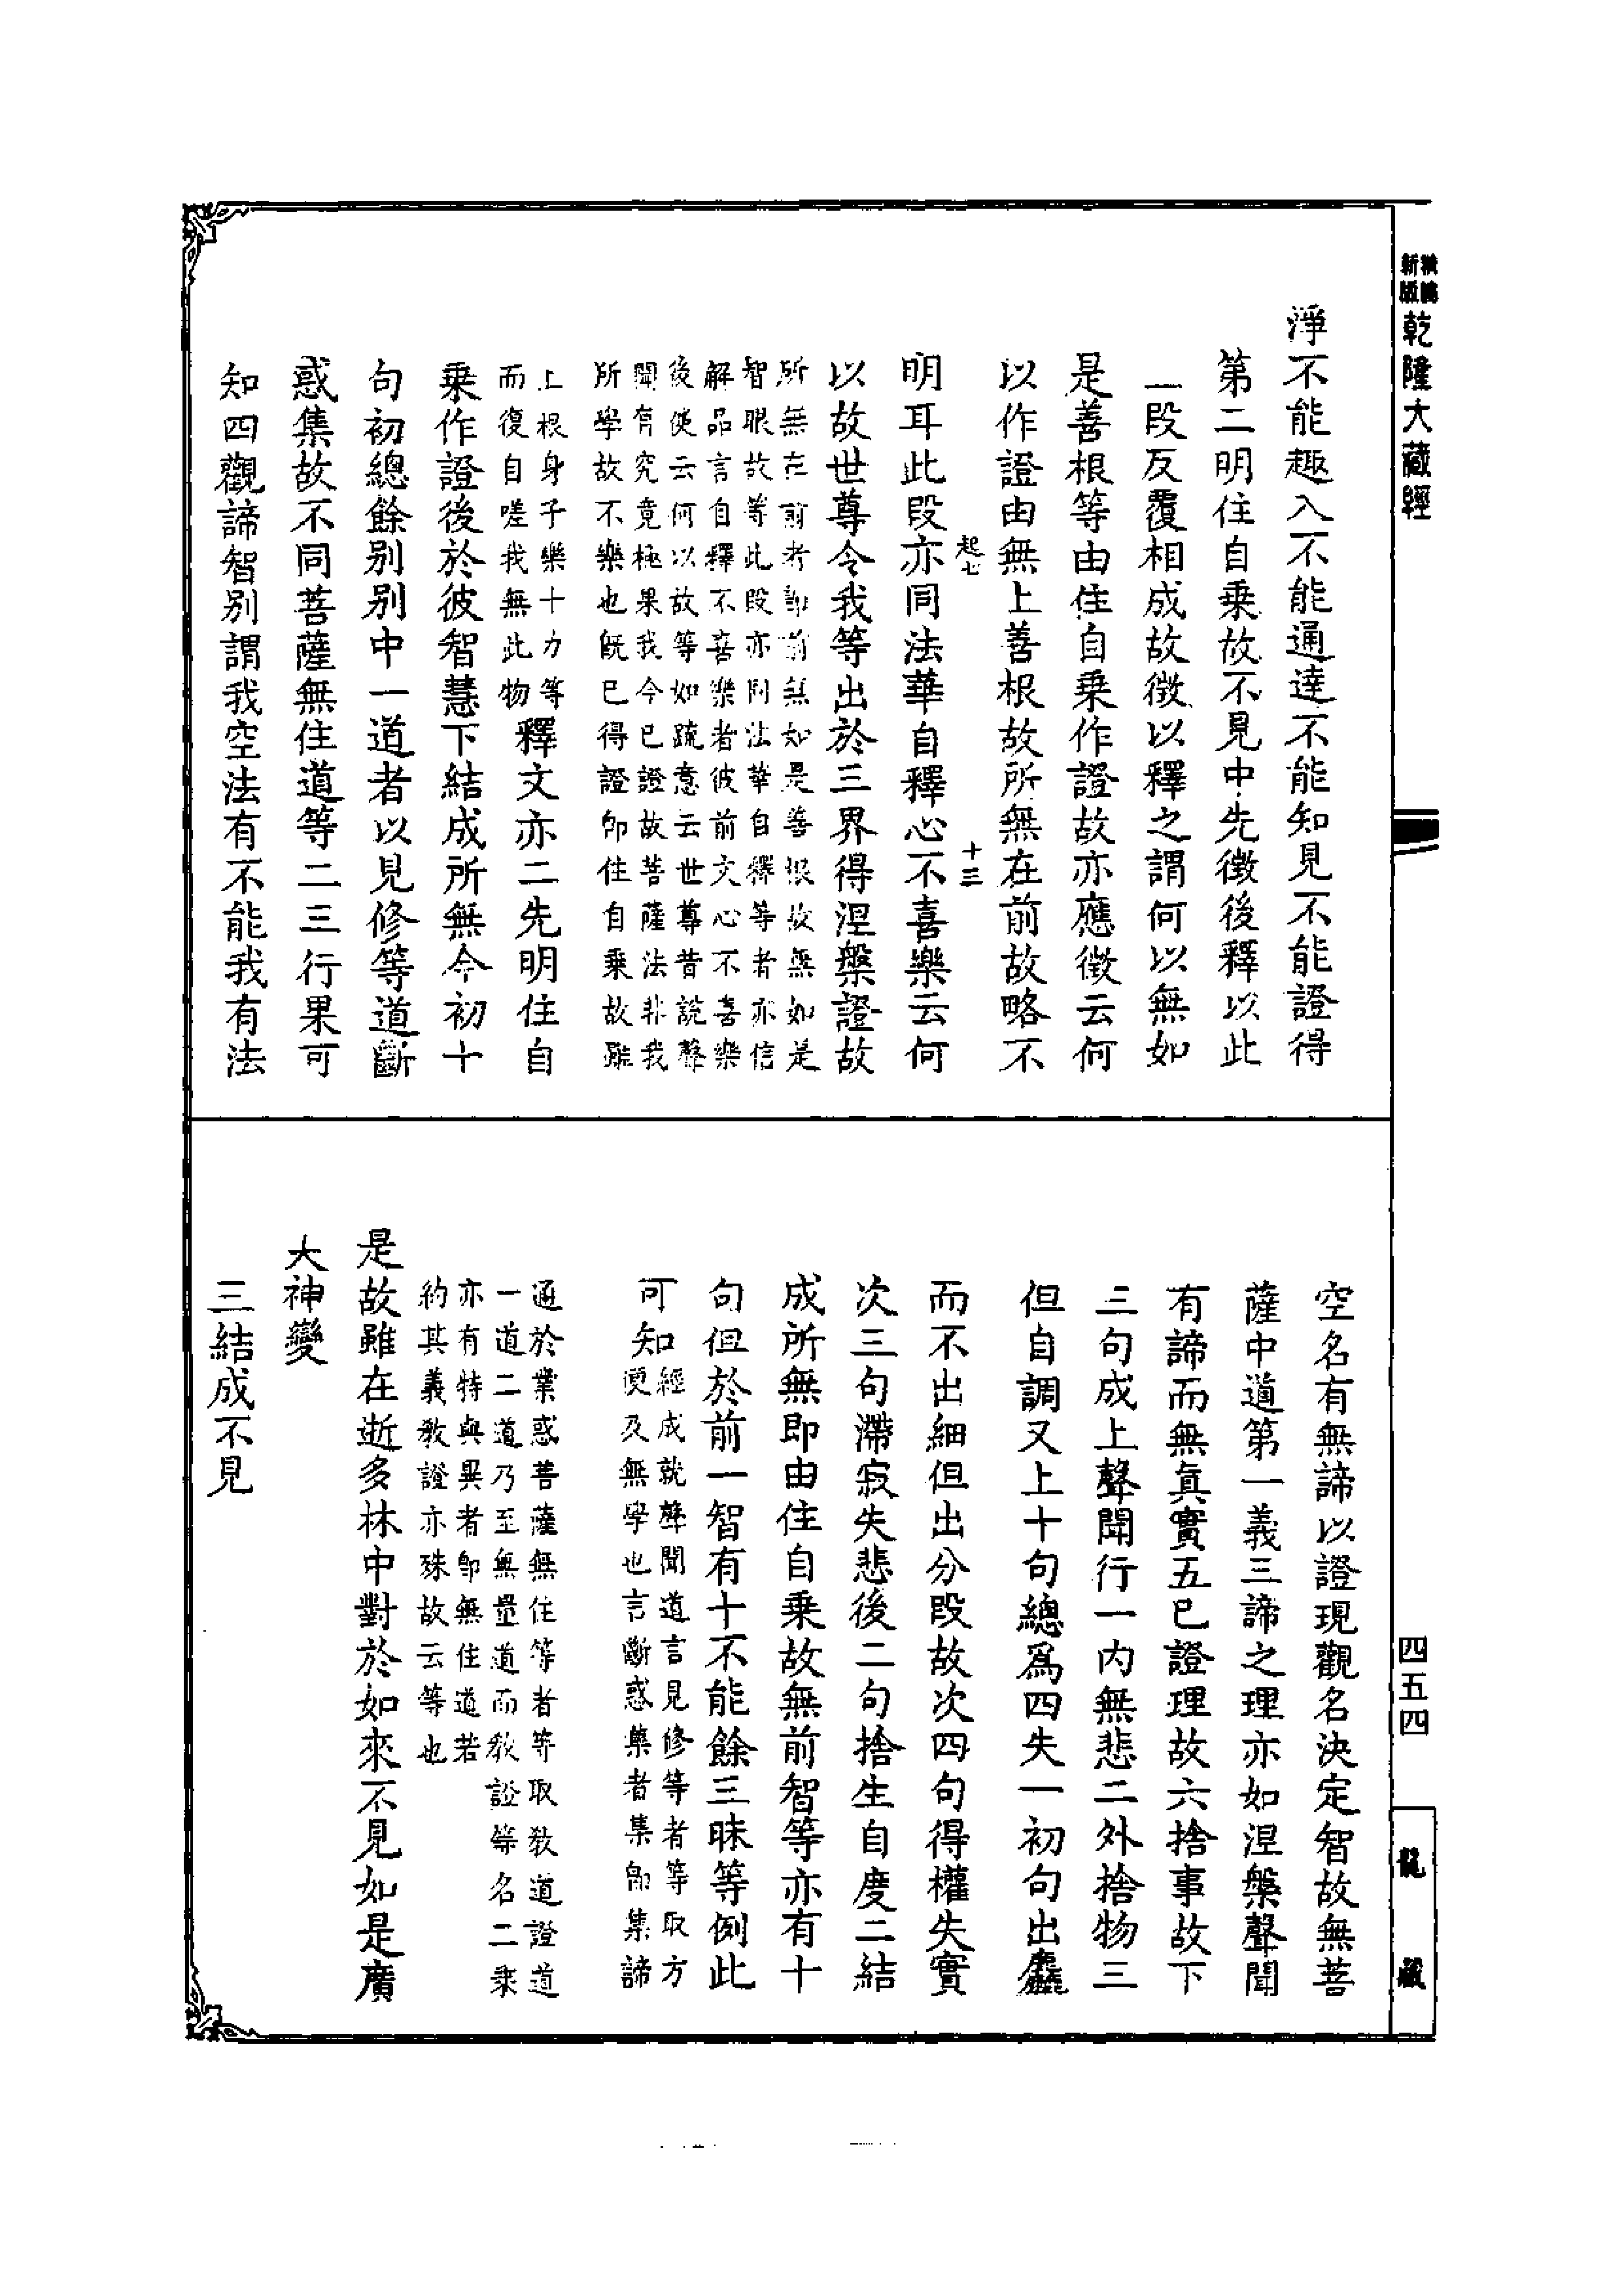 新版
乾隆大藏經
淨不能趣入不能通達不能知見不能證得
第二明住自乘故不見中先徵後釋以此
一段反覆相成故徵以釋之謂何以無如
是善根等由住自乘作證故亦應徵云何
以作證由無上善根故所無在前故略不
起七
十三
明耳此段亦同法華自釋心不喜樂云何
以故世尊令我等出於三界得涅槃證故
所無在前者謂前無如是善根故無如是
智眼故等此段亦同法華自釋等者亦信
解品言自釋不喜樂者彼前文心不喜樂
後徙云何以故等如疏意云世尊昔說聲
聞有究竟極果我今已證故菩薩法非我
所學故不樂也既已得證即住自乘故雖
上根身子樂十力等
而復自嗟我無此物
釋文亦二先明住自
乘作證後於彼智慧下結成所無今初十
句初總餘別別中一道者以見修等道斷
惑集故不同菩薩無住道等二三行果可
知四觀諦智別謂我空法有不能我有法
空名有無諦以證現觀名決定智故無菩
薩中道第一義三諦之理亦如涅槃聲聞
有諦而無眞實五已證理故六捨事故下
三句成上聲聞行一內無悲二外捨物三
但自調又上十句總爲四失一初句出麤
而不出細但出分段故次四句得權失實
次三句滯寂失悲後二句捨生自度二結
成所無即由住自乘故無前智等亦有十
句但於前一智有十不能餘三昧等例此
可知
經成就聲聞道言見修等者等取方
便及無學也言斷惑藥者集即集諦
通於業惑菩薩無住等者等取教道證道
一道二道乃至無量道而教證等名二乘
亦有特與異者即無住道若
約其義教證亦殊故云等也
是故雖在逝多林中對於如來不見如是廣
大神變
三結成不見
四五四
龍藏